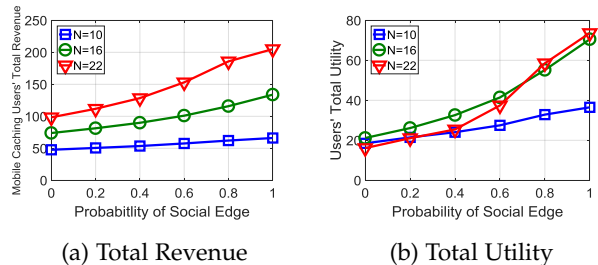 Mobile Caching Users' Total Revenue
250
200
150
100
50
0
N=10
N=16
N=22
0 0.2 0.4 0.6 0.8 1
Probabitlity of Social Edge
(a) Total Revenue
Users' Total Utility
80
60
40
20
0
N=10
N=16
N=22
0 0.2 0.4 0.6 0.8 1
Probability of Social Edge
(b) Total Utility